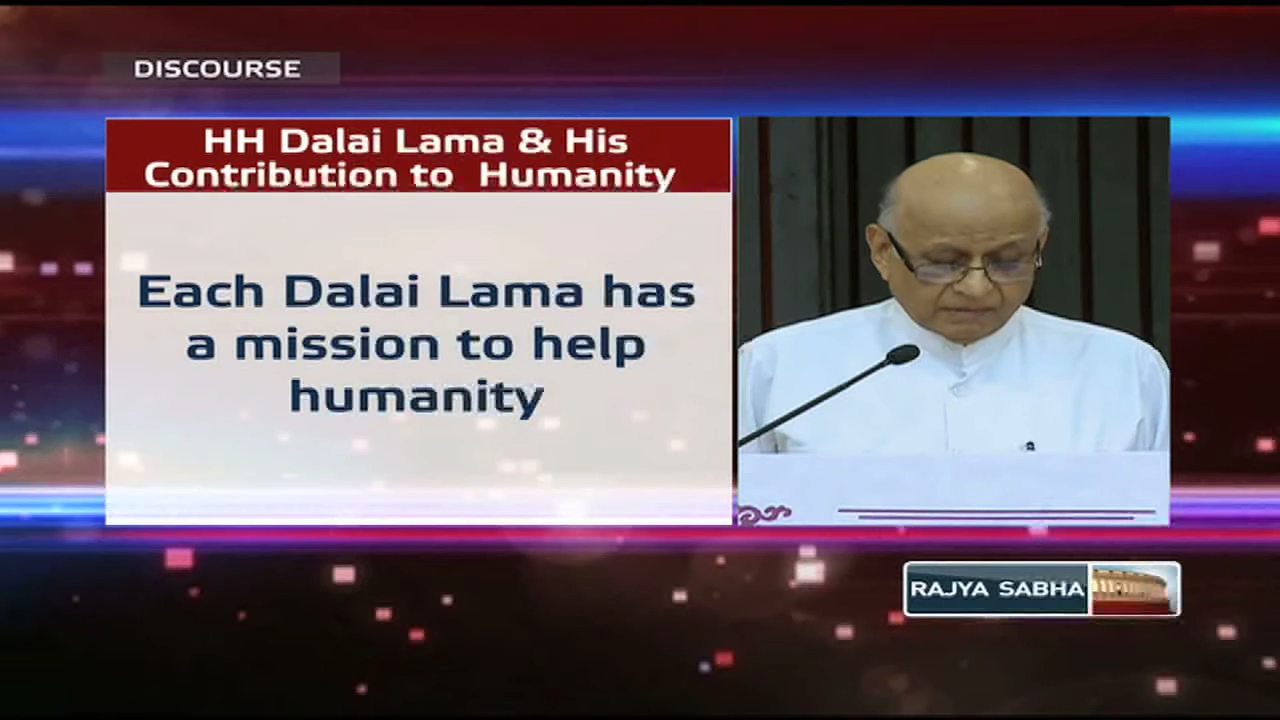 DISCOURSE
HH Dalai Lama & His
Contribution to Humanity
Each Dalai Lama has
a mission to help
humanity
RAJYA SABHA